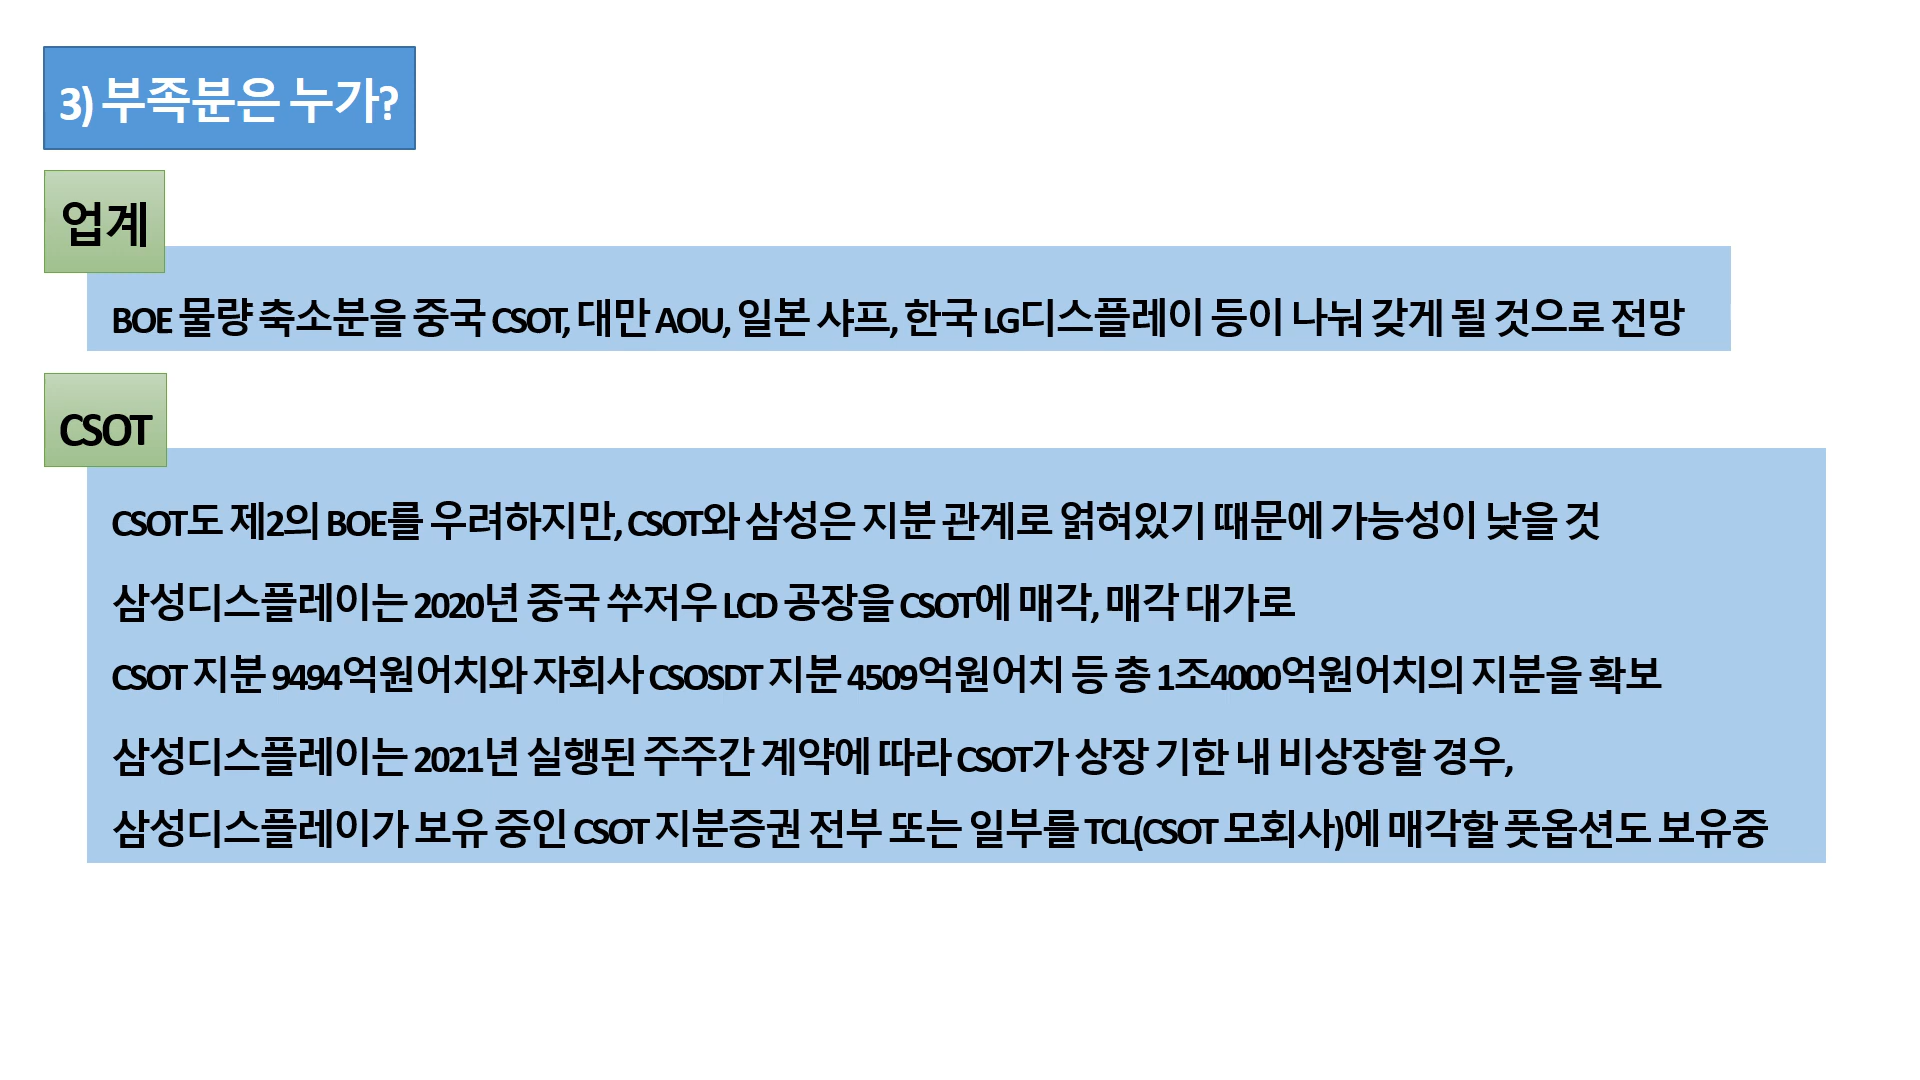 3) 부족분은 누가?
업계
BOE 물량 축소분을 중국 CSOT, 대만 AOU, 일본 샤프, 한국 LG디스플레이 등이 나눠 갖게 될 것으로 전망
CSOT
CSOT도 제2의 BOE를 우려하지만, CSOT와 삼성은 지분 관계로 얽혀있기 때문에 가능성이 낮을 것
삼성디스플레이는 2020년 중국 쑤저우 LCD 공장을 CSOT에 매각, 매각 대가로
CSOT 지분 9494억원어치와 자회사 CSOSDT 지분 4509억원어치 등 총 1조4000억원어치의 지분을 확보
삼성디스플레이는 2021년 실행된 주주간 계약에 따라 CSOT가 상장 기한 내 비상장할 경우,
삼성디스플레이가 보유 중인 CSOT 지분증권 전부 또는 일부를 TCL(CSOT 모회사)에 매각할 풋옵션도 보유중